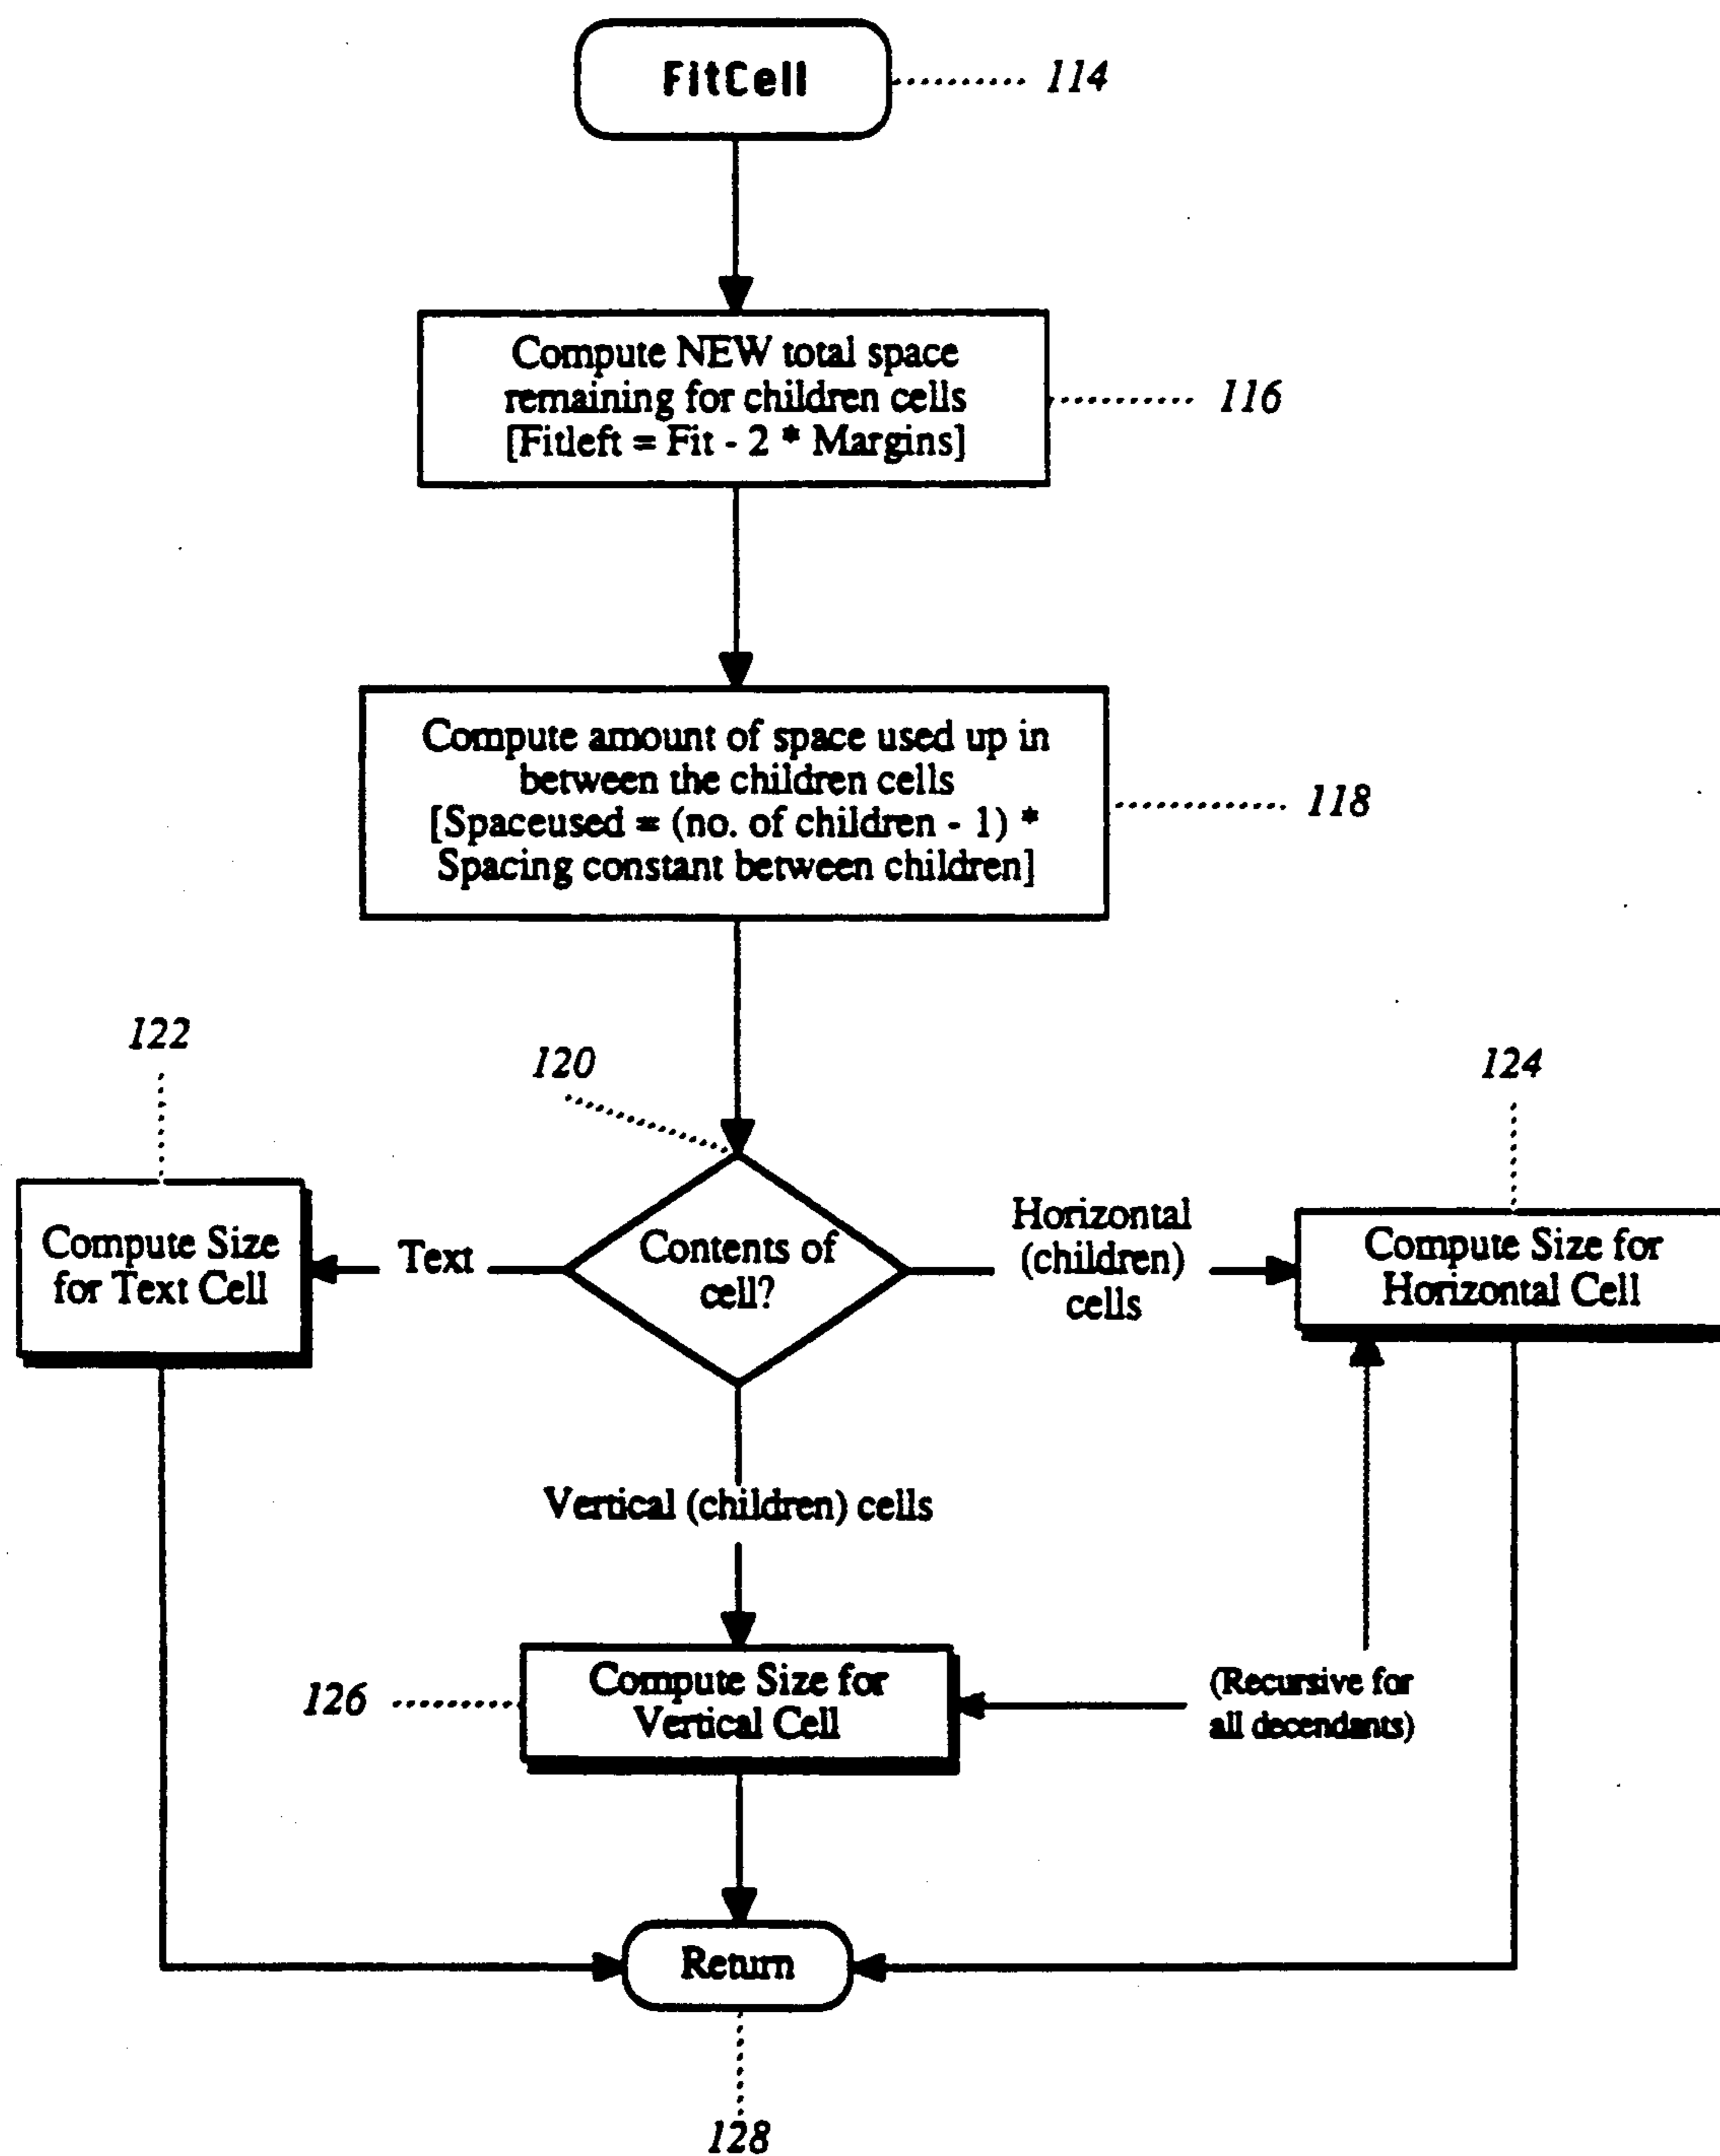 FitCell
114
Compute NEW total space
remaining for children cells
[Fitleft = Fit - 2 * Margins]
116
Compute amount of space used up in
between the children cells
[Spaceused = (no. of children - 1) *
Spacing constant between children]
118
122
120
124
Compute Size
for Text Cell
Text
Contents of
cell?
Horizontal
(children)
cells
Compute Size for
Horizontal Cell
Vertical (children) cells
126
Compute Size for
Vertical Cell
(Recursive for
all decendants)
Return
128